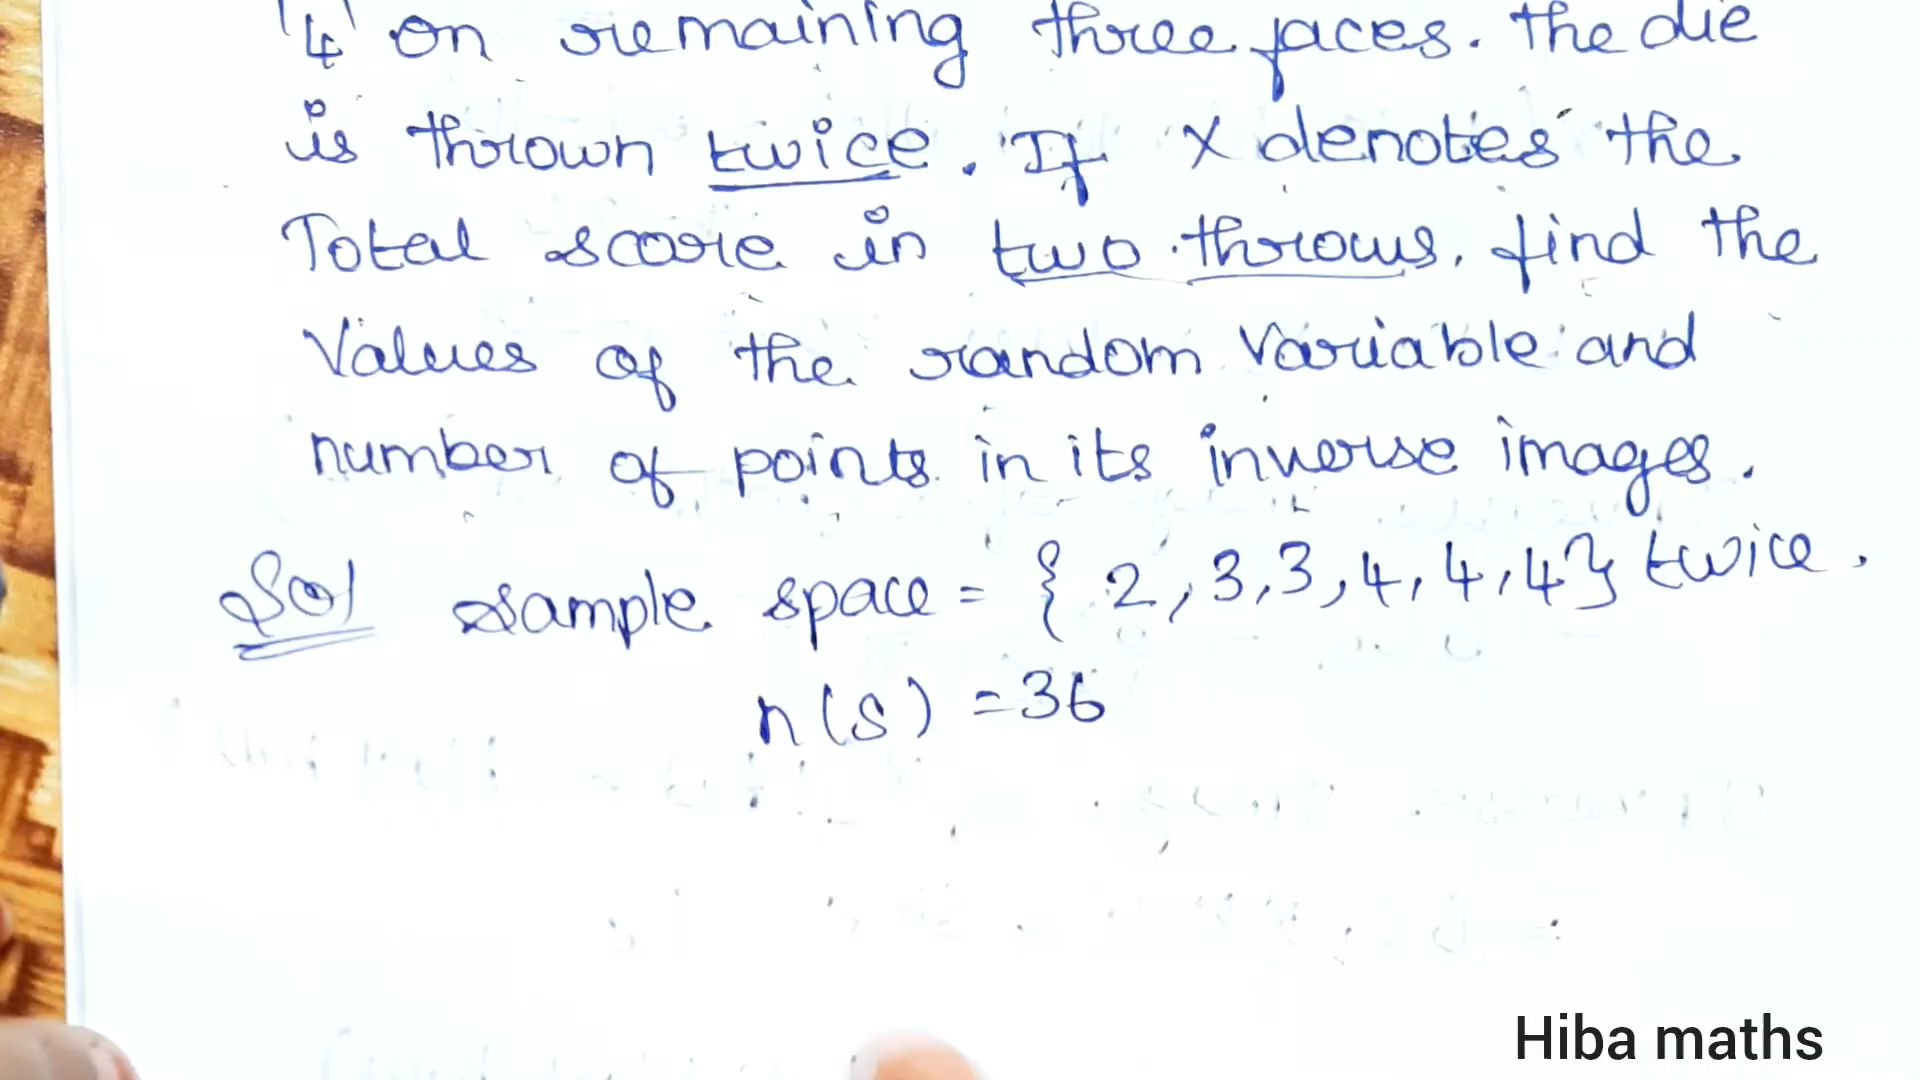 '4' on remaining three faces. The die
is thrown twice. If X denotes the
Total score in two throws, find the
Values of the random Variable and
number of points in its inverse images.
Sol Sample space = { 2, 3, 3, 4, 4, 4} twice.
n(s) = 36
Hiba maths